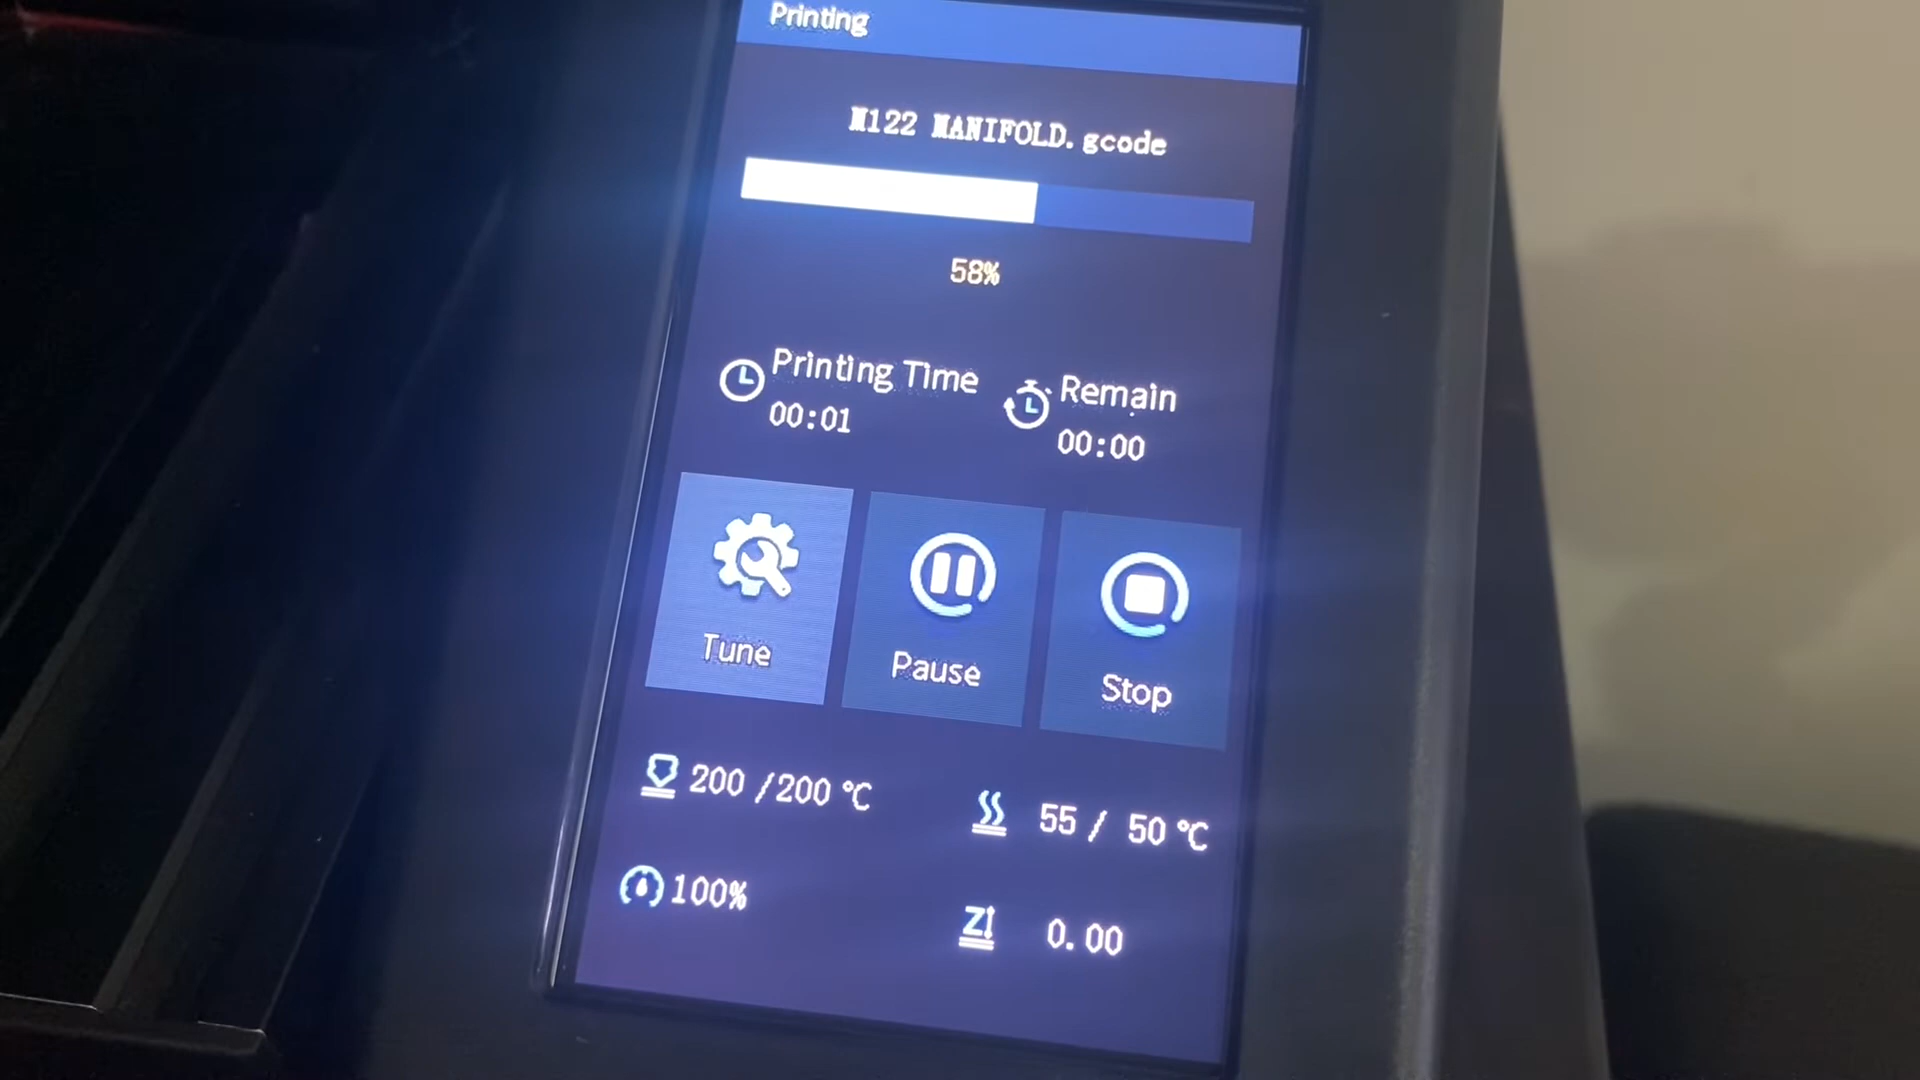 Printing
M122 MANIFOLD.gcode
58%
Printing Time
00:01
Remain
00:00
Tune
Pause
Stop
200 /200 °C
55 / 50 °C
100%
Z
0.00